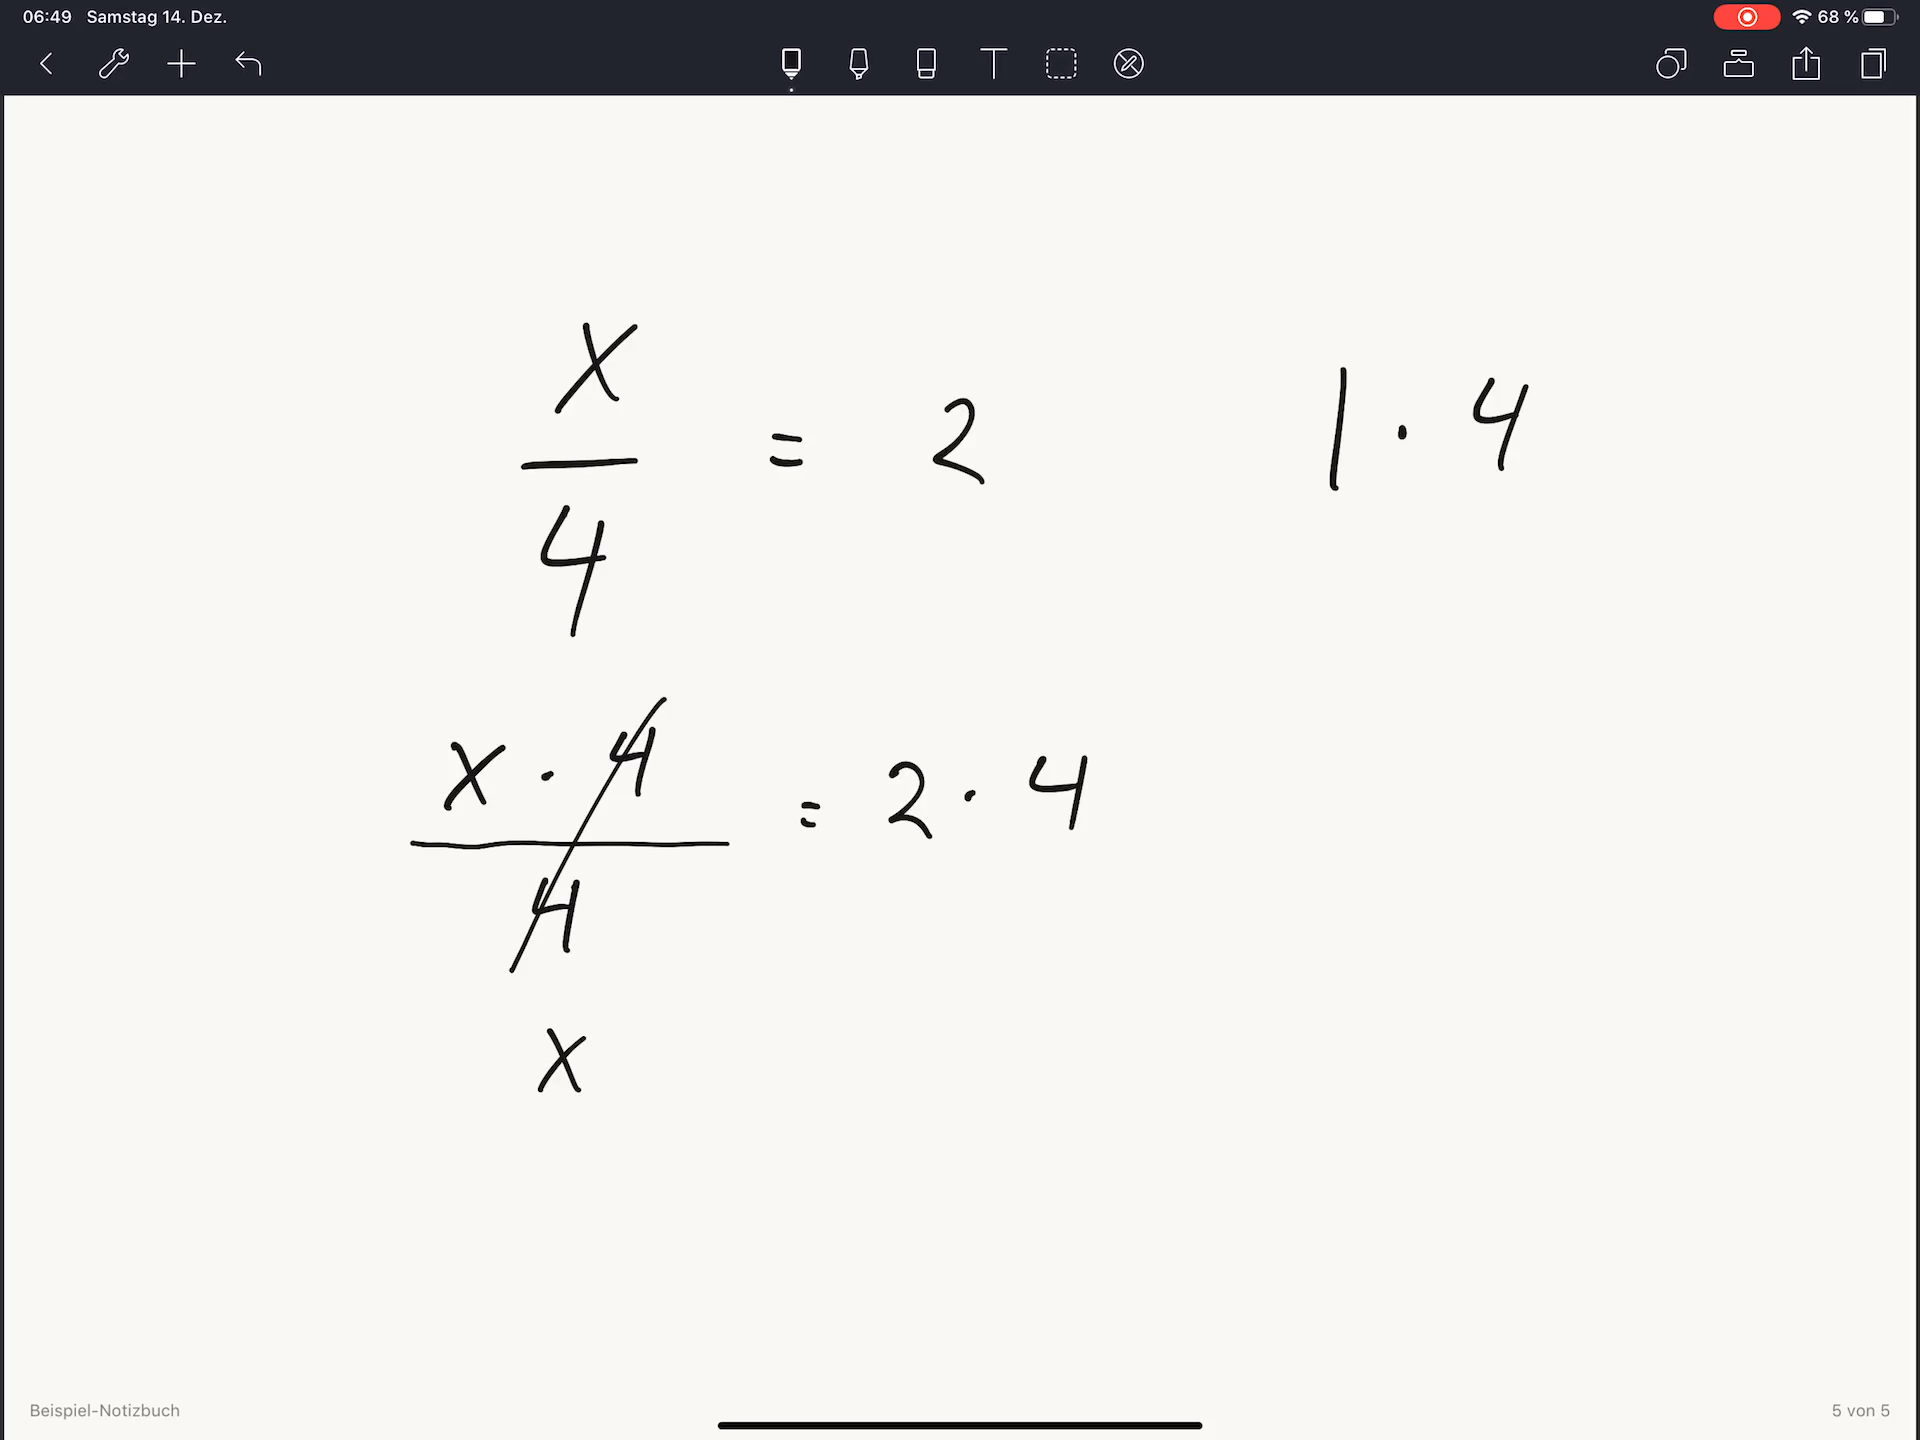 06:49 Samstag 14. Dez. 68 %
x/4 = 2 | · 4
x · 4/4 = 2 · 4
x
Beispiel-Notizbuch 5 von 5